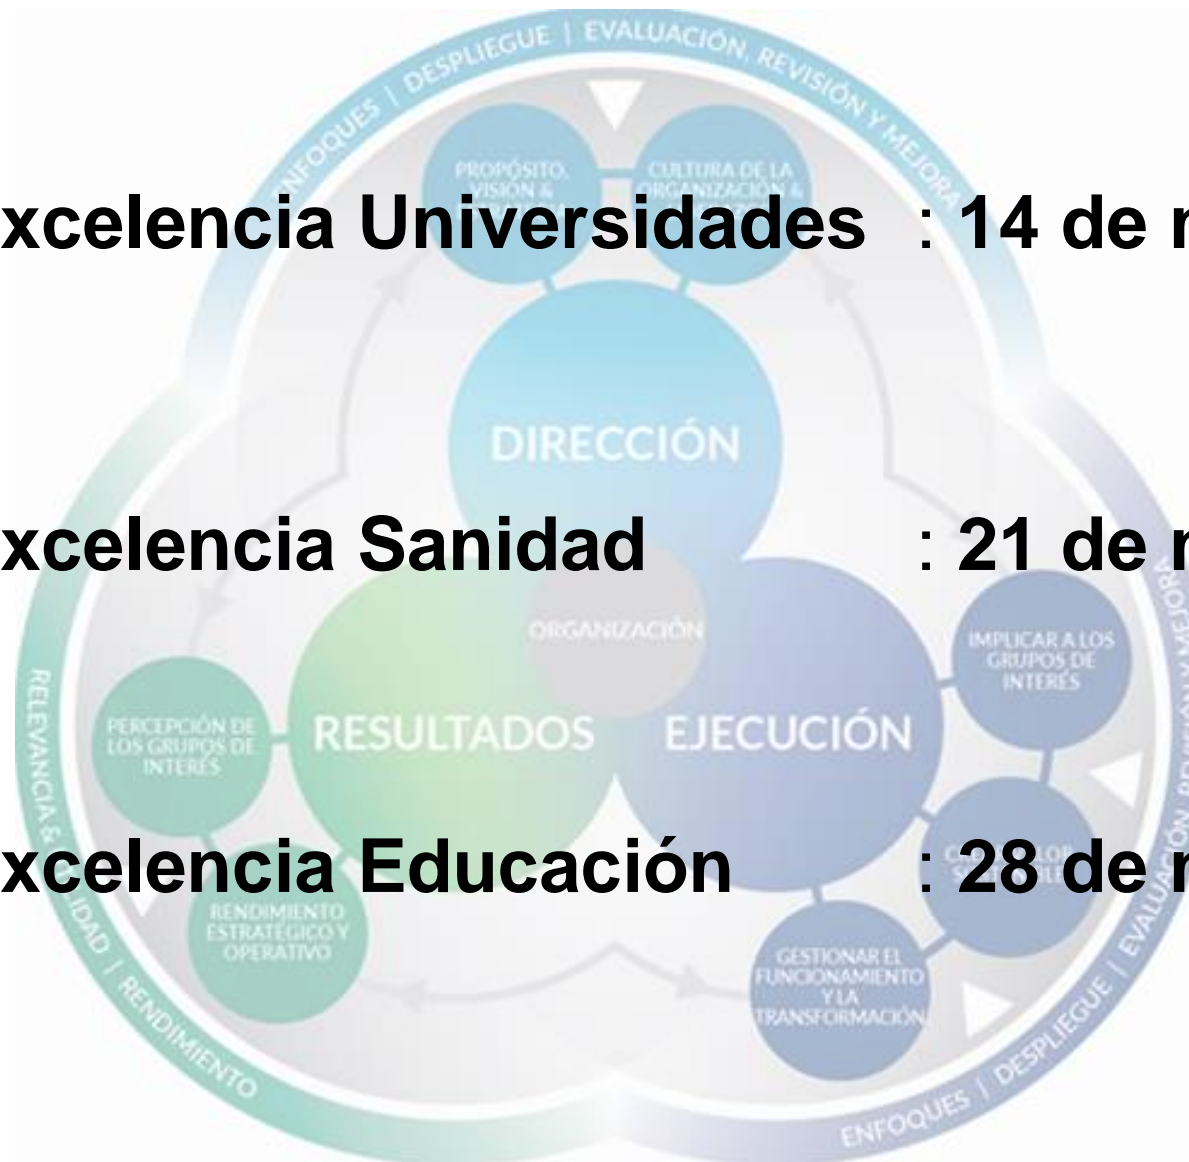 ENFOQUES | DESPLIEGUE | EVALUACIÓN, REVISIÓN Y MEJORA
PROPÓSITO,
VISIÓN &
CULTURA DE LA
ORGANIZACIÓN &
xcelencia Universidades : 14 de
DIRECCIÓN
xcelencia Sanidad : 21 de
ORGANIZACIÓN
IMPLICAR A LOS
GRUPOS DE
INTERÉS
PERCEPCIÓN DE
LOS GRUPOS DE
INTERÉS
RESULTADOS
EJECUCIÓN
xcelencia Educación : 28 de
RENDIMIENTO
ESTRATÉGICO Y
OPERATIVO
GESTIONAR EL
FUNCIONAMIENTO
Y LA
TRANSFORMACIÓN
RELEVANCIA & | RENDIMIENTO
ENFOQUES | DESPLIEGUE | EVALUACIÓN, REVISIÓN Y MEJORA